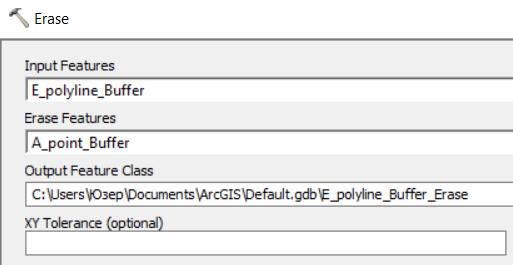 Erase
Input Features
E_polyline_Buffer
Erase Features
A_point_Buffer
Output Feature Class
C:\Users\Юзер\Documents\ArcGIS\Default.gdb\E_polyline_Buffer_Erase
XY Tolerance (optional)